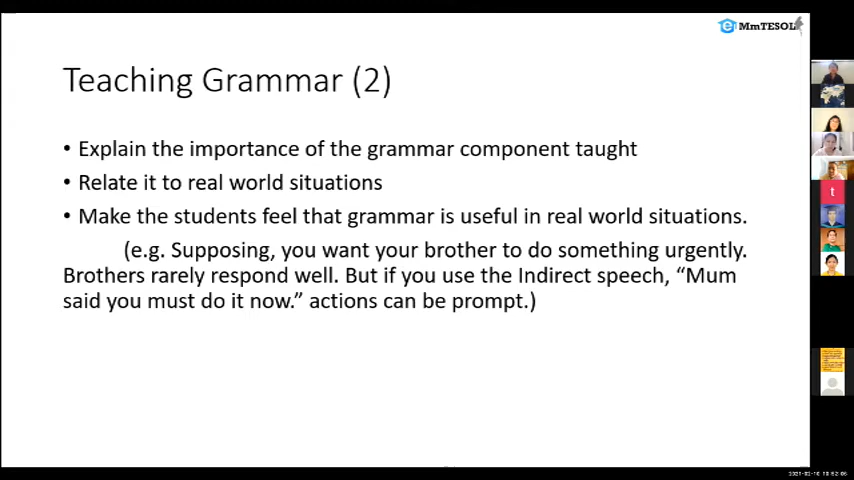 MmTESOL
Teaching Grammar (2)
• Explain the importance of the grammar component taught
• Relate it to real world situations
• Make the students feel that grammar is useful in real world situations.
(e.g. Supposing, you want your brother to do something urgently.
Brothers rarely respond well. But if you use the Indirect speech, “Mum
said you must do it now.” actions can be prompt.)
t